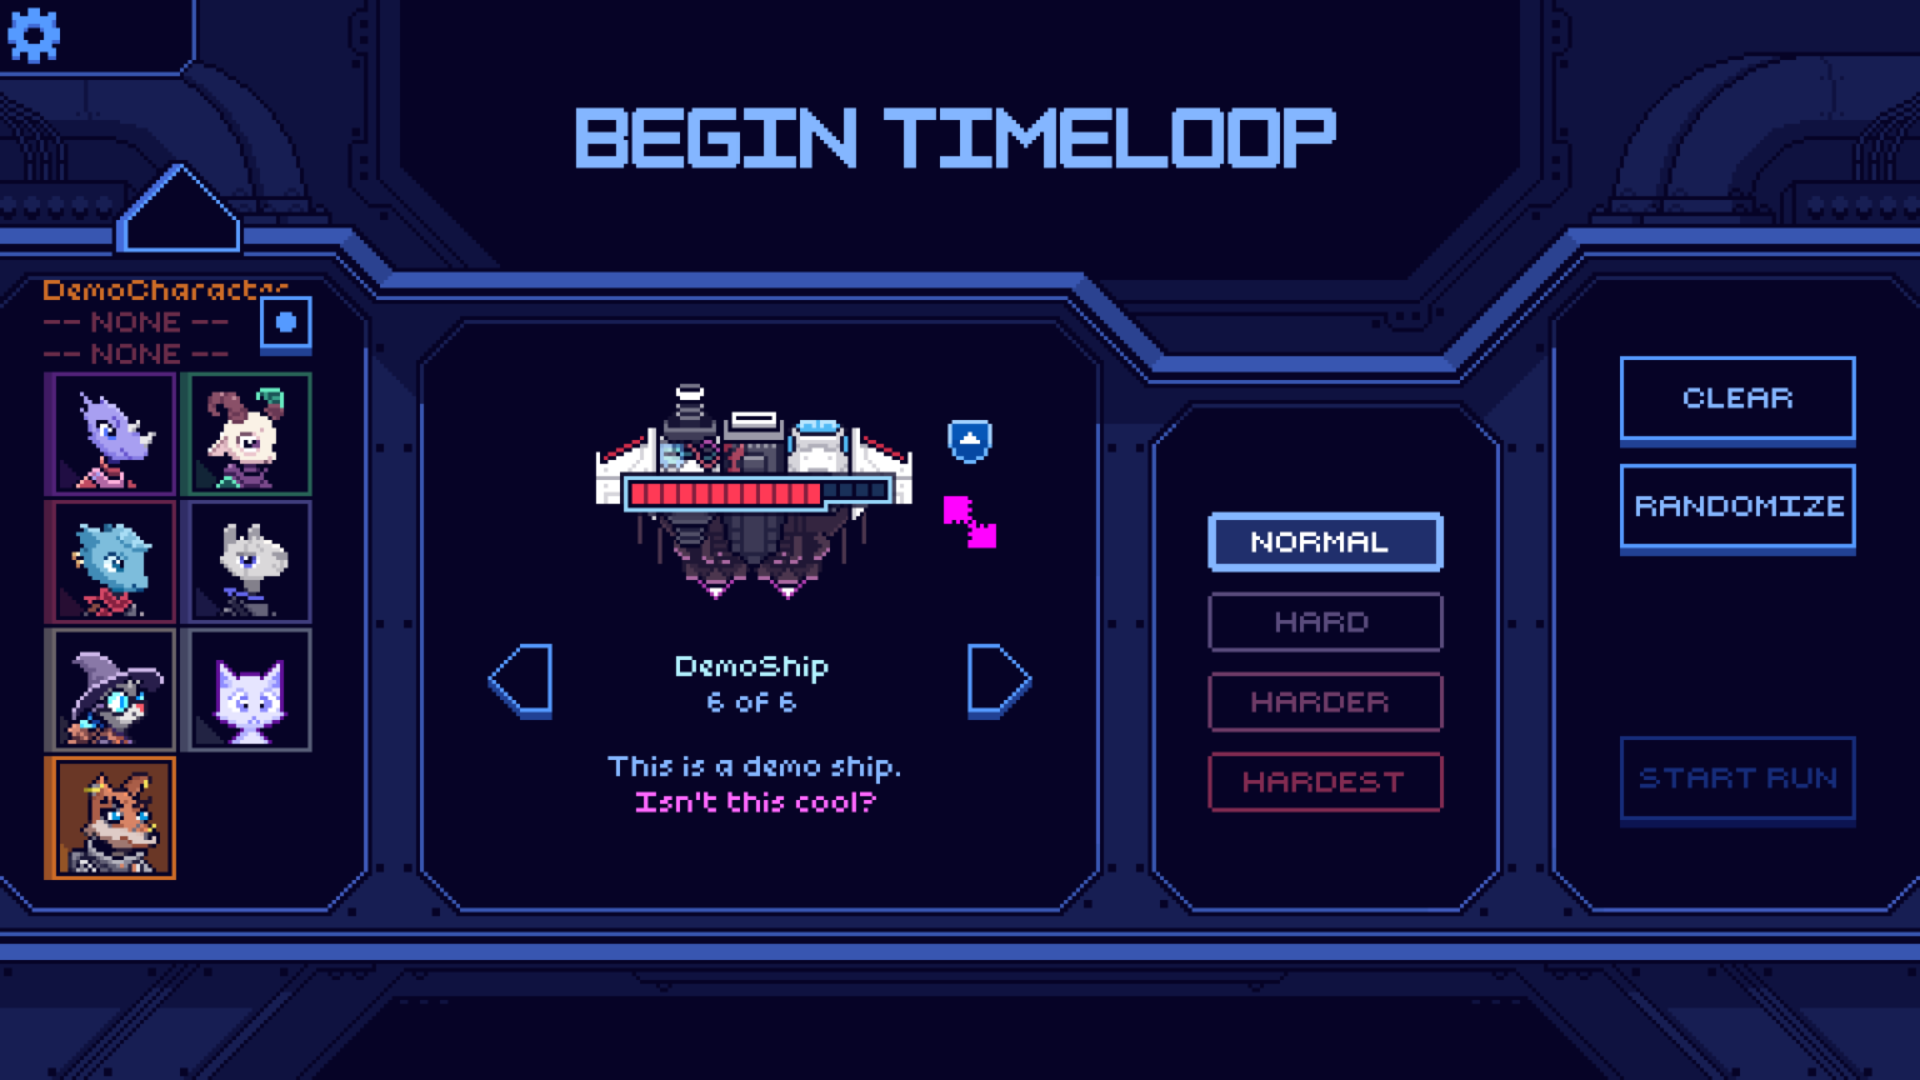 BEGIN TIMELOOP
DemoCharacter
-- NONE --
-- NONE --
DemoShip
6 of 6
This is a demo ship.
Isn't this cool?
NORMAL
HARD
HARDER
HARDEST
CLEAR
RANDOMIZE
START RUN